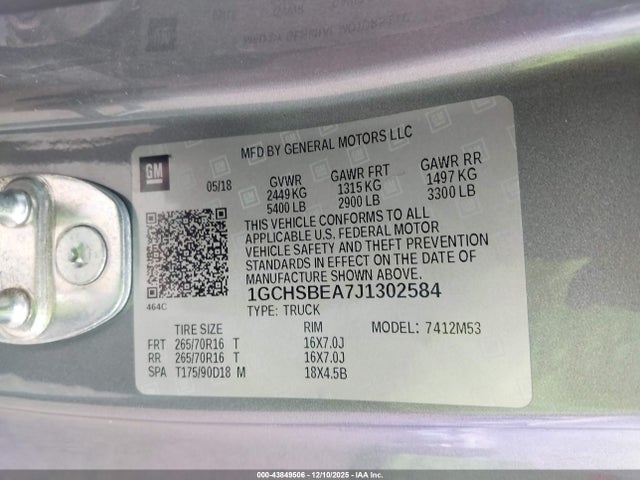 MFD BY GENERAL MOTORS LLC
GM
05/18 GVWR GAWR FRT GAWR RR
2449 KG 1315 KG 1497 KG
5400 LB 2900 LB 3300 LB
THIS VEHICLE CONFORMS TO ALL
APPLICABLE U.S. FEDERAL MOTOR
VEHICLE SAFETY AND THEFT PREVENTION
STANDARDS IN EFFECT ON THE DATE OF
MANUFACTURE SHOWN ABOVE.
464C
1GCHSBEA7J1302584
TYPE: TRUCK
TIRE SIZE RIM MODEL: 7412M53
FRT 265/70R16 T 16X7.0J
RR 265/70R16 T 16X7.0J
SPA T175/90D18 M 18X4.5B
00-43849506 - 12/10/2025 - IAA, Inc.